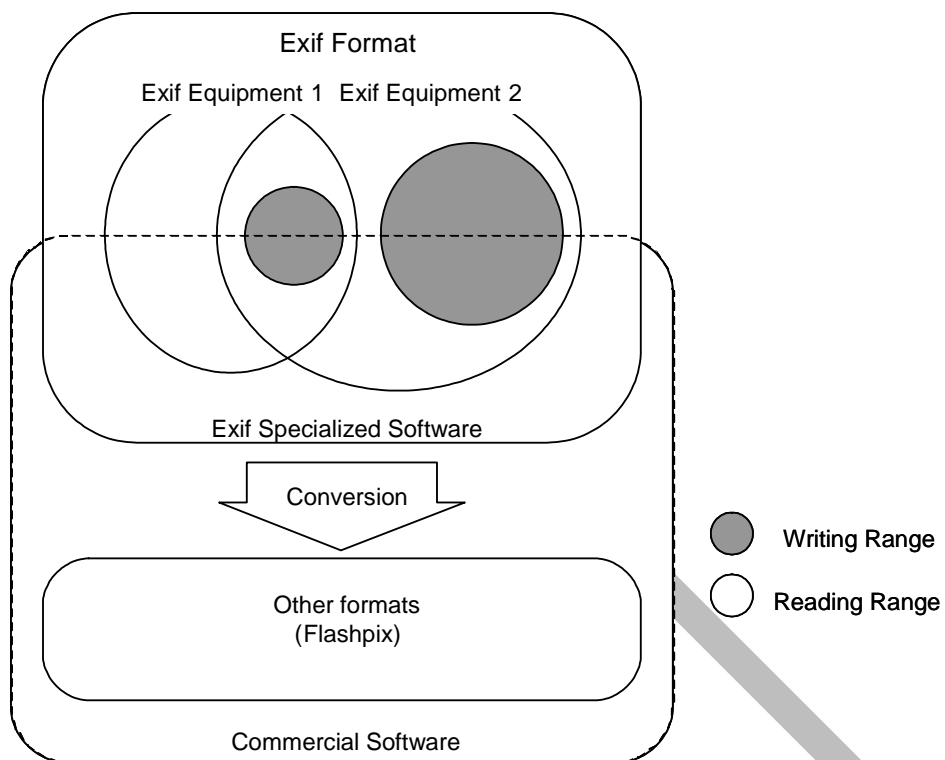 Exif Format
Exif Equipment 1 Exif Equipment 2
Exif Specialized Software
Conversion
Writing Range
Reading Range
Other formats
(Flashpix)
Commercial Software